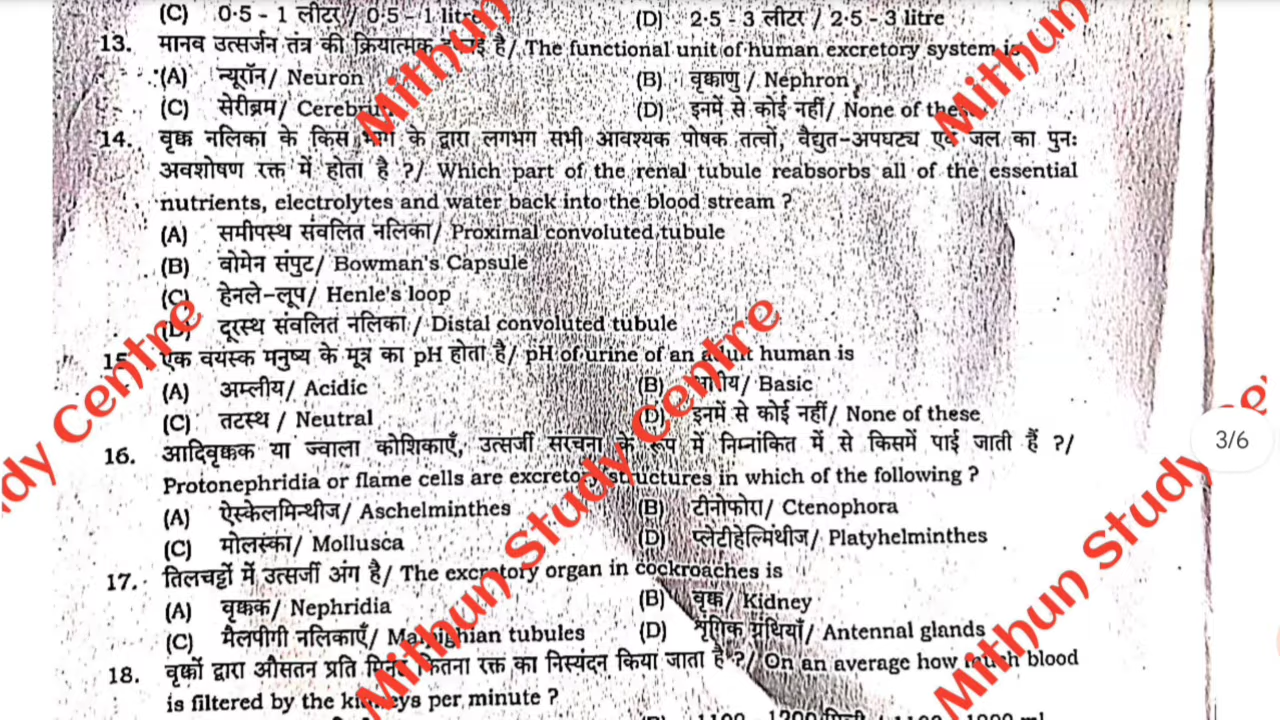 (C) 0·5 - 1 लीटर / 0·5 - 1 litre (D) 2·5 - 3 लीटर / 2·5 - 3 litre
13. मानव उत्सर्जन तंत्र की क्रियात्मक है/ The functional unit of human excretory system is
(A) न्यूरॉन/ Neuron (B) वृक्काणु / Nephron
(C) सेरीब्रम/ (D) इनमें से कोई नहीं/ None of
14. वृक्क नलिका के किस भाग के द्वारा लगभग सभी आवश्यक पोषक तत्वों, वैद्युत-अपघट्य एवं जल का पुनः
अवशोषण रक्त में होता है ?/ Which part of the renal tubule reabsorbs all of the essential
nutrients, electrolytes and water back into the blood stream ?
(A) समीपस्थ संवलित नलिका/ Proximal convoluted tubule
(B) बोमेन संपुट/ Bowman's Capsule
(C) हेनले-लूप/ Henle's loop
(D) दूरस्थ संवलित नलिका / Distal convoluted tubule
15. एक वयस्क मनुष्य के मूत्र का pH होता है/ pH of urine of an adult human is
(A) अम्लीय/ Acidic (B) क्षारीय/ Basic
(C) तटस्थ / Neutral (D) इनमें से कोई नहीं/ None of these
16. आदिवृक्कक या ज्वाला कोशिकाएँ, उत्सर्जी संरचना के रूप में निम्नांकित में से किसमें पाई जाती हैं ?/
Protonephridia or flame cells are excretory structures in which of the following ?
(A) ऐस्केलमिन्थीज/ Aschelminthes (B) टीनोफोरा/ Ctenophora
(C) मोलस्का/ Mollusca (D) प्लेटीहेल्मिंथीज/ Platyhelminthes
17. तिलचट्टों में उत्सर्जी अंग है/ The excretory organ in cockroaches is
(A) वृक्कक/ Nephridia (B) वृक्क/ Kidney
(C) मैलपीगी नलिकाएँ/ Malpighian tubules (D) शृंगिक ग्रंथियाँ/ Antennal glands
18. वृक्कों द्वारा औसतन प्रति मिनट कितना रक्त का निस्यंदन किया जाता है ?/ On an average how much blood
is filtered by the kidneys per minute ?
3/6
Mithun
Mithun
dy Centre
Mithun Study Centre
Mithun Study Ce